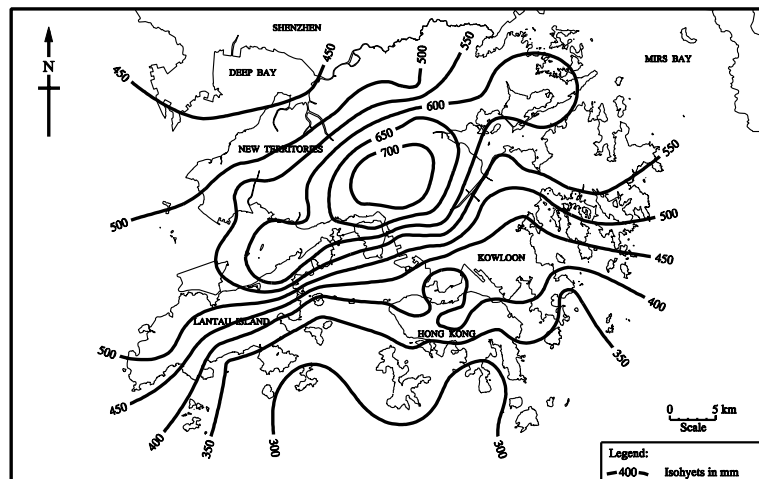 SHENZHEN
450
500
550
MIRS BAY
N
450
DEEP BAY
600
650
NEW TERRITORIES
700
550
500
500
450
KOWLOON
400
LANTAU ISLAND
HONG KONG
500
350
450
400
350
300
300
0 5 km
Scale
Legend:
400 Isohyets in mm